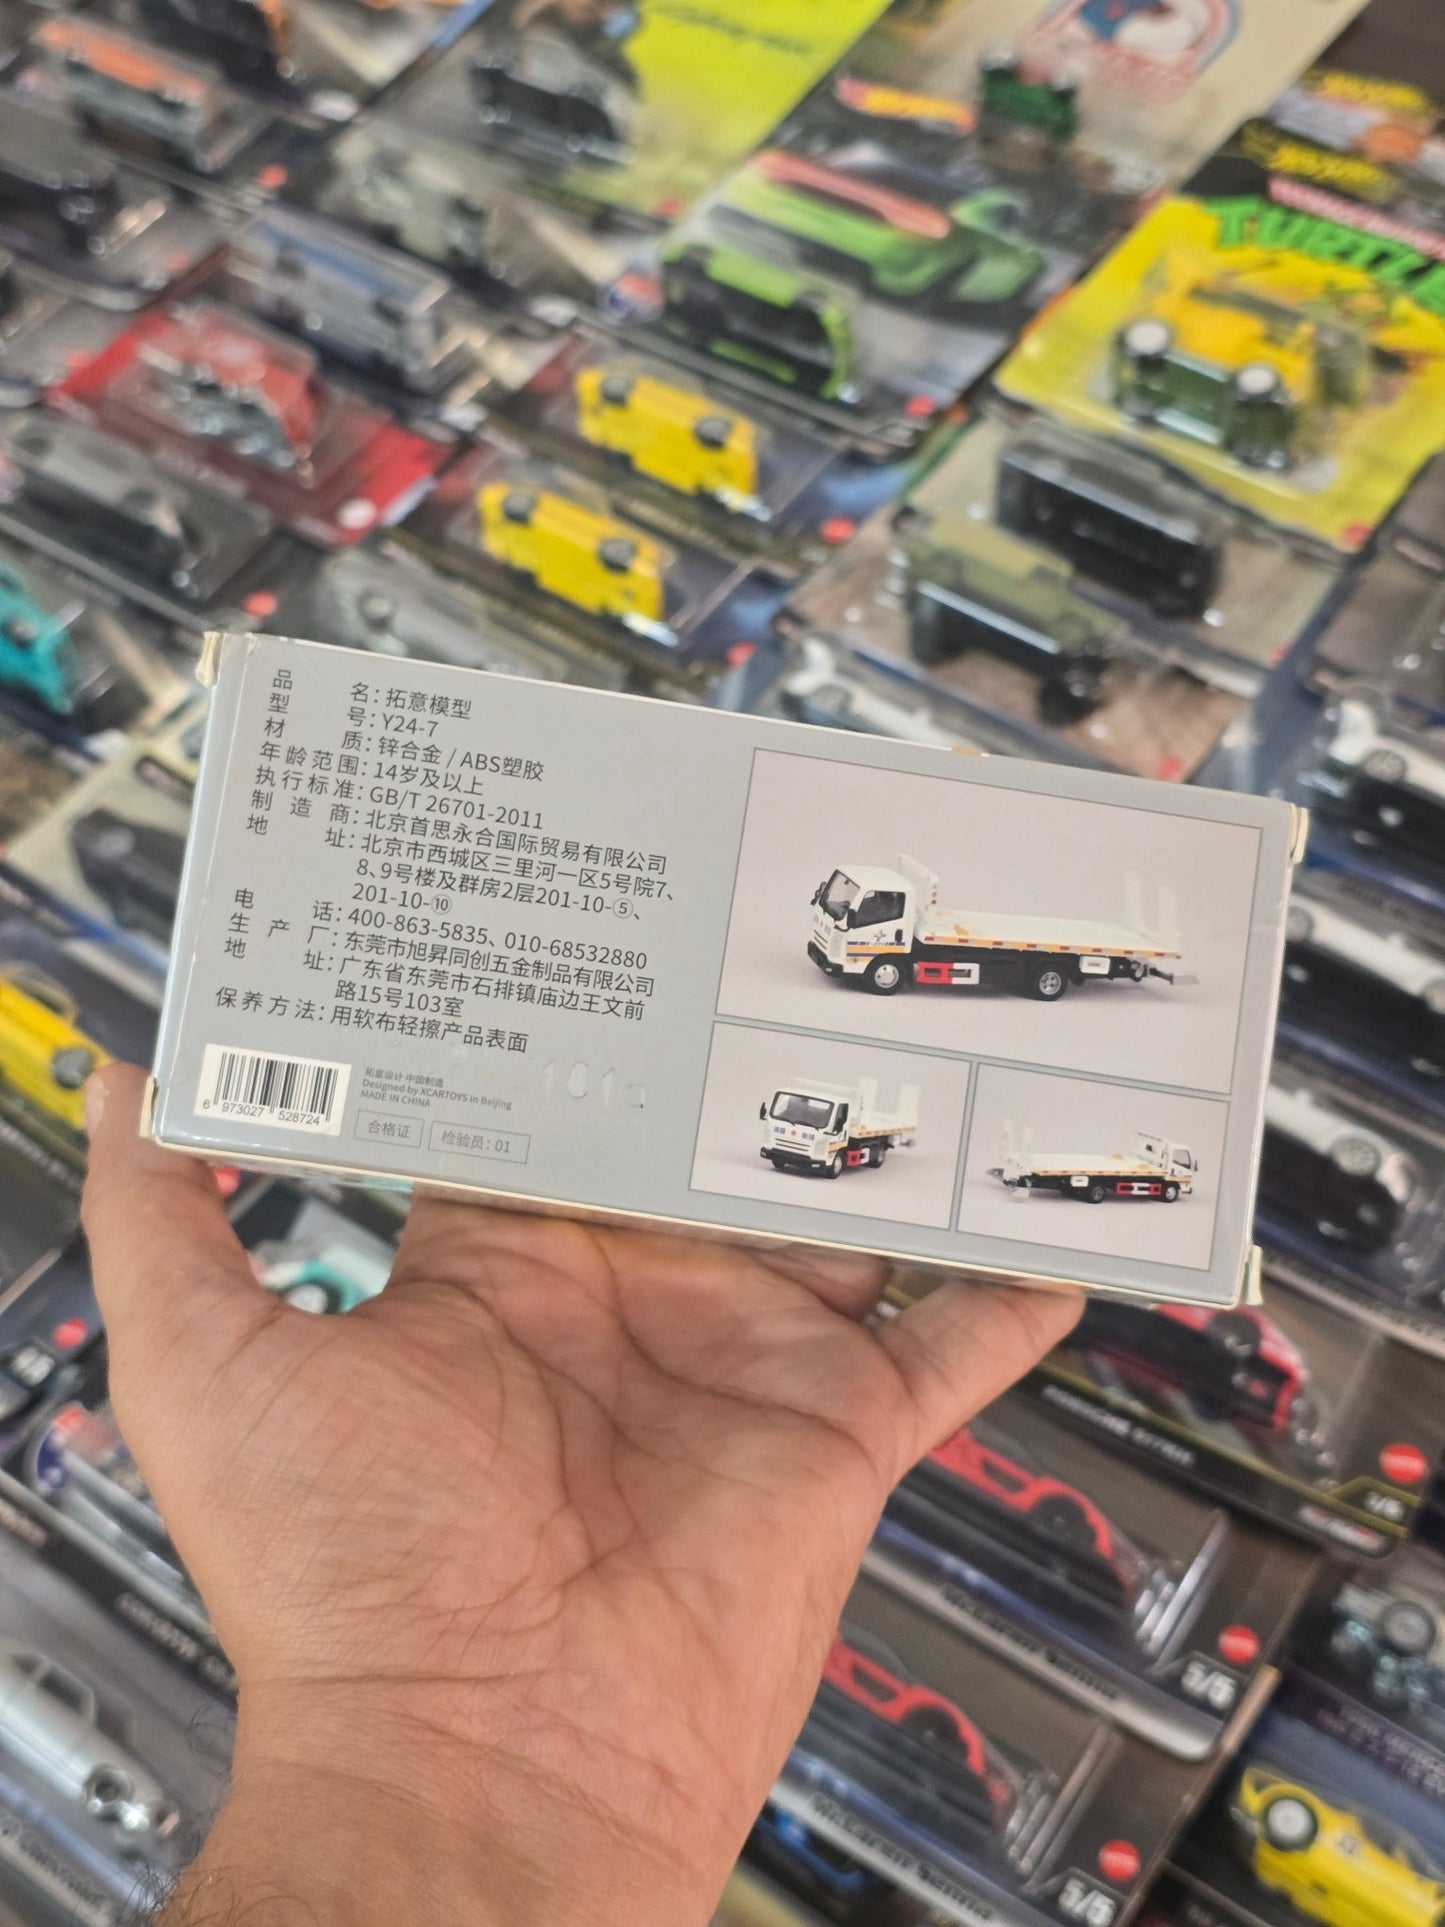 TURTLE
品 名：拓意模型
型 号：Y24-7
材 质：锌合金 / ABS塑胶
年龄范围：14岁及以上
执行标准：GB/T 26701-2011
制造商：北京首思永合国际贸易有限公司
地 址：北京市西城区三里河一区5号院7、
8、9号楼及群房2层201-10-⑤、
201-10-⑩
电 话：400-863-5835、010-68532880
生产厂：东莞市旭昇同创五金制品有限公司
地 址：广东省东莞市石排镇庙边王文前
路15号103室
保养方法：用软布轻擦产品表面
6 973027 528724
拓意设计 中国制造
Designed by XCARTOYS in Beijing
MADE IN CHINA
合格证
检验员：01
5/5
5/5